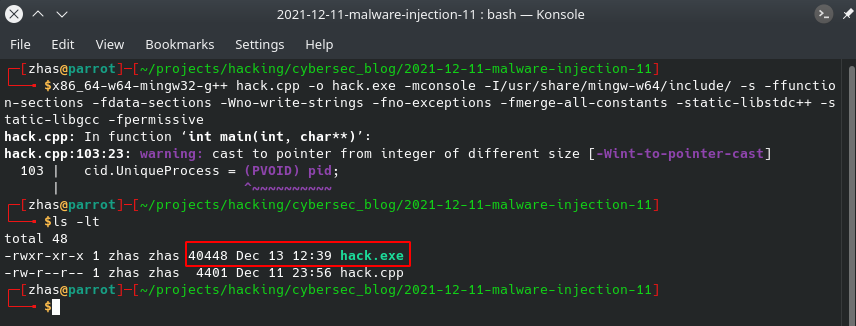 2021-12-11-malware-injection-11 : bash — Konsole
File Edit View Bookmarks Settings Help
┌─[zhas@parrot]─[~/projects/hacking/cybersec_blog/2021-12-11-malware-injection-11]
└──╼ $x86_64-w64-mingw32-g++ hack.cpp -o hack.exe -mconsole -I/usr/share/mingw-w64/include/ -s -ffunctio
n-sections -fdata-sections -Wno-write-strings -fno-exceptions -fmerge-all-constants -static-libstdc++ -s
tatic-libgcc -fpermissive
hack.cpp: In function ‘int main(int, char**)’:
hack.cpp:103:23: warning: cast to pointer from integer of different size [-Wint-to-pointer-cast]
  103 |   cid.UniqueProcess = (PVOID) pid;
      |                       ^~~~~~~~~~~
┌─[zhas@parrot]─[~/projects/hacking/cybersec_blog/2021-12-11-malware-injection-11]
└──╼ $ls -lt
total 48
-rwxr-xr-x 1 zhas zhas 40448 Dec 13 12:39 hack.exe
-rw-r--r-- 1 zhas zhas  4401 Dec 11 23:56 hack.cpp
┌─[zhas@parrot]─[~/projects/hacking/cybersec_blog/2021-12-11-malware-injection-11]
└──╼ $